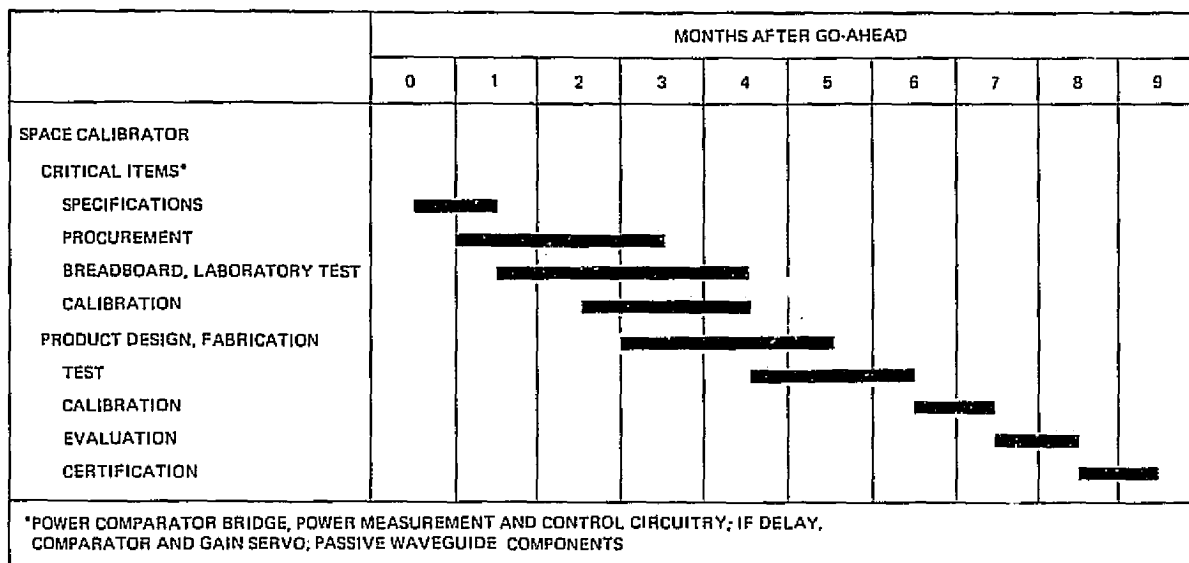 MONTHS AFTER GO-AHEAD
0 1 2 3 4 5 6 7 8 9
SPACE CALIBRATOR
CRITICAL ITEMS*
SPECIFICATIONS
PROCUREMENT
BREADBOARD, LABORATORY TEST
CALIBRATION
PRODUCT DESIGN, FABRICATION
TEST
CALIBRATION
EVALUATION
CERTIFICATION
*POWER COMPARATOR BRIDGE, POWER MEASUREMENT AND CONTROL CIRCUITRY; IF DELAY,
COMPARATOR AND GAIN SERVO; PASSIVE WAVEGUIDE COMPONENTS